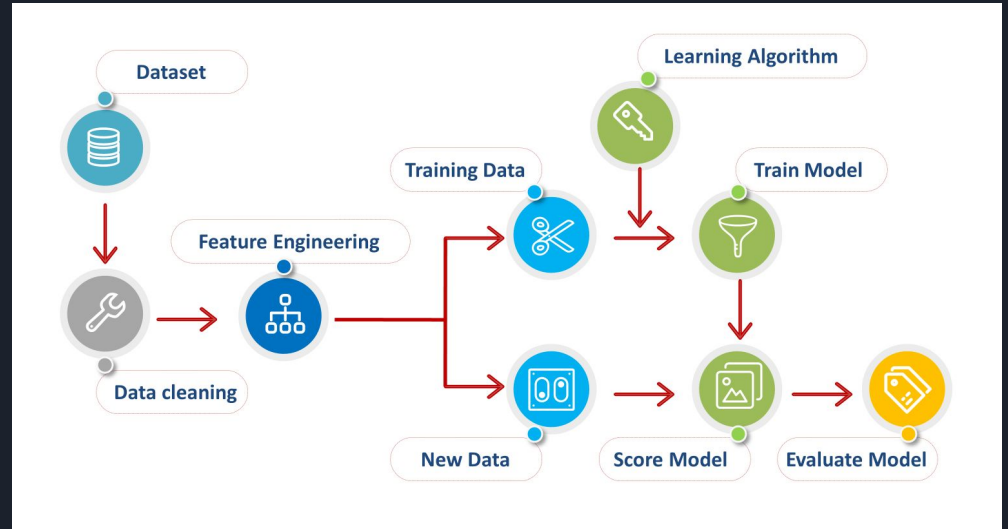 Dataset
Learning Algorithm
Training Data
Train Model
Feature Engineering
Data cleaning
New Data
Score Model
Evaluate Model